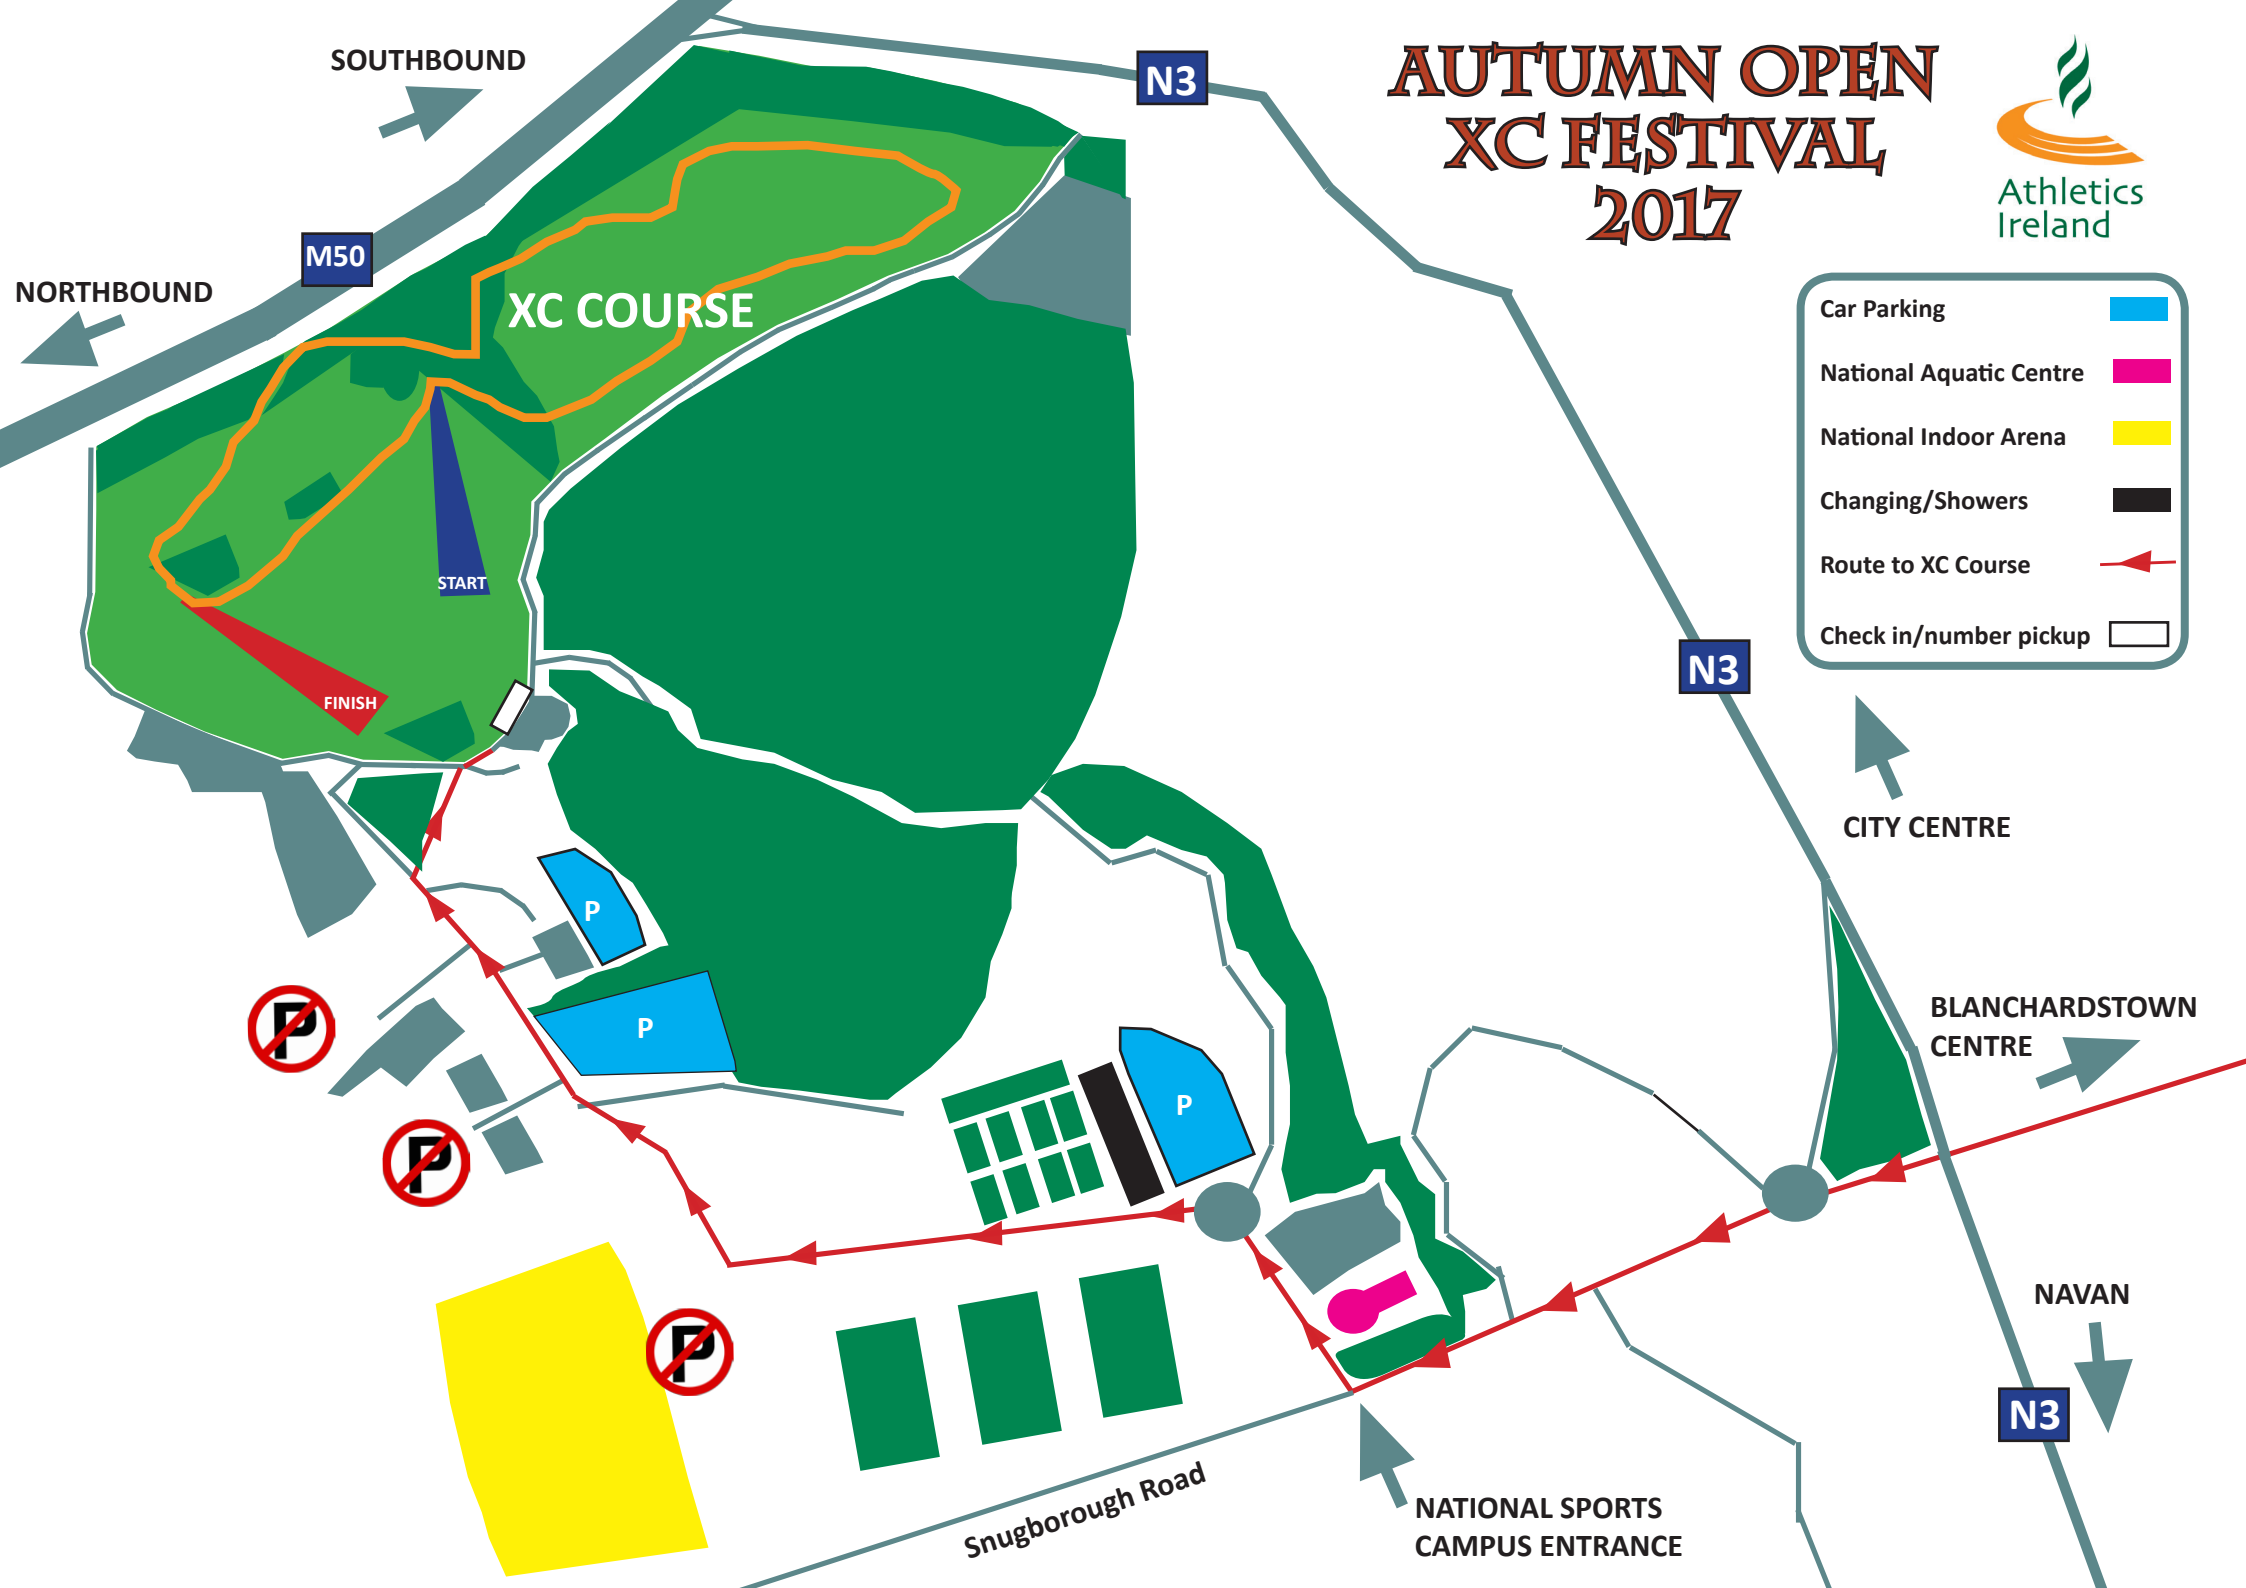 AUTUMN OPEN
XC FESTIVAL
2017
Athletics
Ireland
SOUTHBOUND
N3
M50
NORTHBOUND
XC COURSE
START
FINISH
Car Parking
National Aquatic Centre
National Indoor Arena
Changing/Showers
Route to XC Course
Check in/number pickup
N3
CITY CENTRE
BLANCHARDSTOWN
CENTRE
P
P
P
P
P
P
NAVAN
N3
Snugborough Road
NATIONAL SPORTS
CAMPUS ENTRANCE